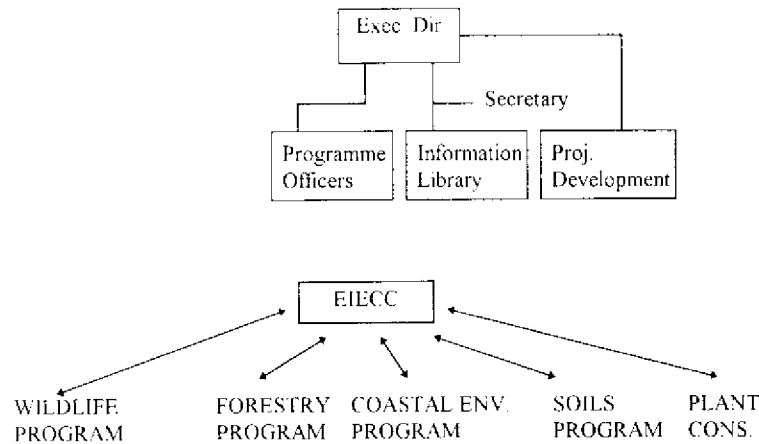 Exec Dir
Secretary
Programme Officers
Information Library
Proj. Development
EIECC
WILDLIFE PROGRAM
FORESTRY PROGRAM
COASTAL ENV. PROGRAM
SOILS PROGRAM
PLANT CONS.